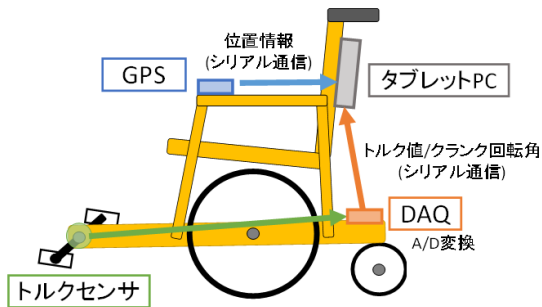 位置情報
(シリアル通信)
GPS
タブレットPC
トルク値/クランク回転角
(シリアル通信)
DAQ
A/D変換
トルクセンサ